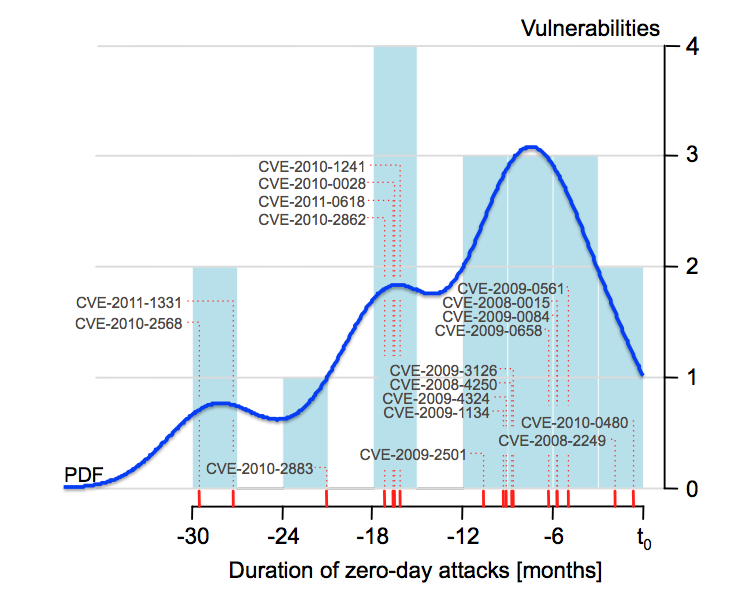 Vulnerabilities
4
CVE-2010-1241
3
CVE-2010-0028
CVE-2011-0618
CVE-2010-2862
2
CVE-2009-0561
CVE-2011-1331
CVE-2008-0015
CVE-2009-0084
CVE-2010-2568
CVE-2009-0658
CVE-2009-3126
1
CVE-2008-4250
CVE-2009-4324
CVE-2009-1134
CVE-2010-0480
CVE-2008-2249
CVE-2009-2501
PDF
CVE-2010-2883
0
-30 -24 -18 -12 -6 t0
Duration of zero-day attacks [months]